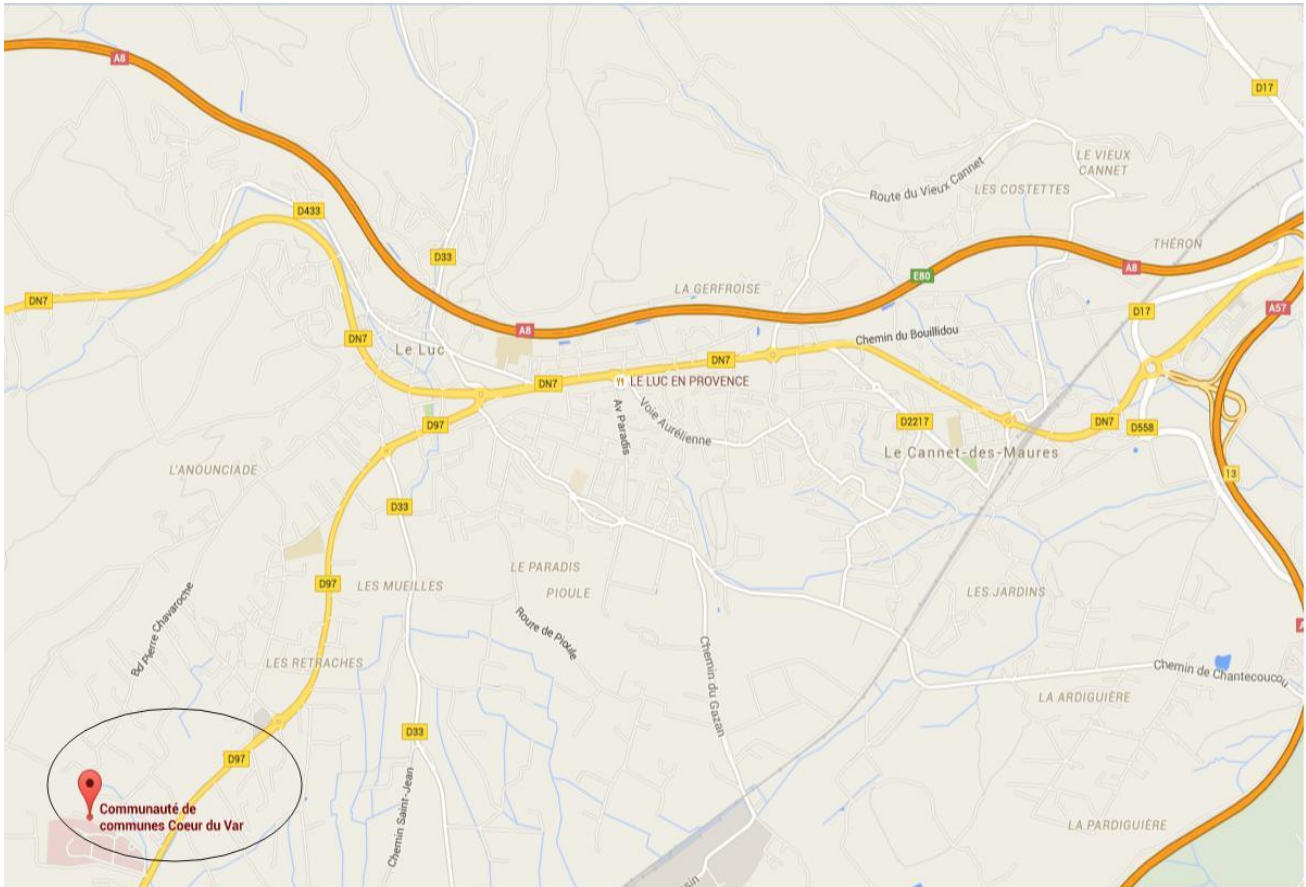 A8
D17
LE VIEUX
CANNET
Route du Vieux Cannet
LES COSTETTES
D433
D33
THÉRON
A8
E80
LA GERFROISE
DN7
A57
D17
A8
Chemin du Bouillidou
DN7
Le Luc
DN7
DN7
LE LUC EN PROVENCE
Av Paradis
Voie Aurélienne
D97
D2217
DN7
D558
Le Cannet-des-Maures
L'ANOUNCIADE
13
D33
LE PARADIS
PIOULE
D97
LES MUEILLES
LES JARDINS
Bd Pierre Chavaroche
Route de Pioule
A
LES RETRACHES
Chemin du Gazan
Chemin de Chantecoucou
LA ARDIGUIÈRE
D33
D97
Chemin Saint-Jean
Communauté de
communes Coeur du Var
LA PARDIGUIÈRE